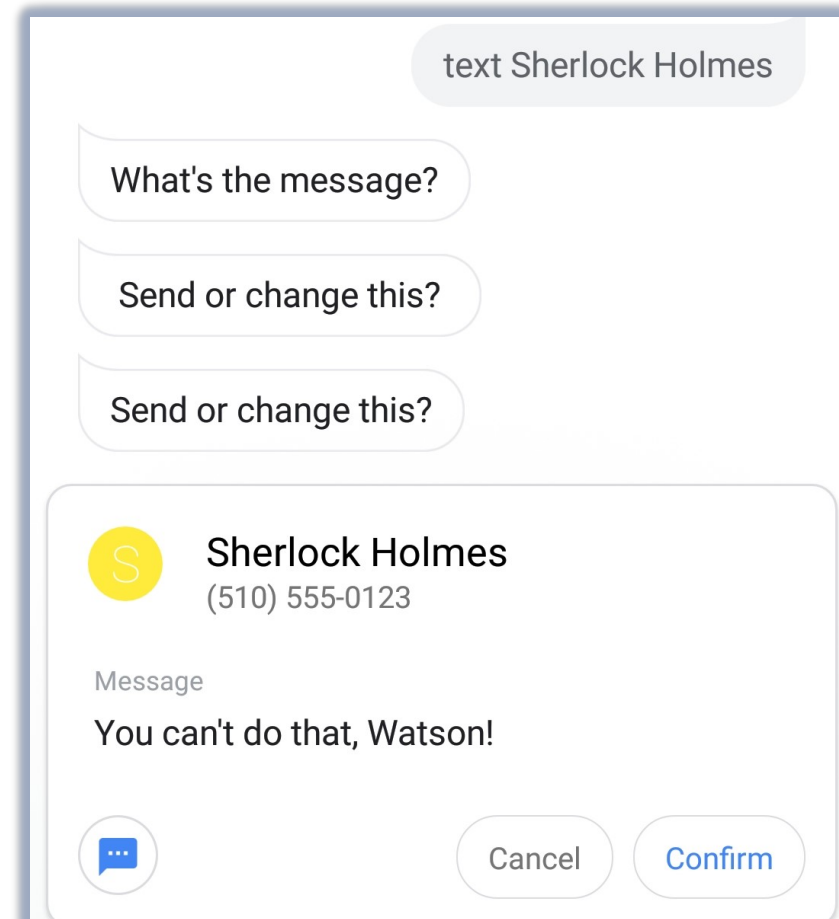 text Sherlock Holmes
What's the message?
Send or change this?
Send or change this?
S
Sherlock Holmes
(510) 555-0123
Message
You can't do that, Watson!
Cancel
Confirm